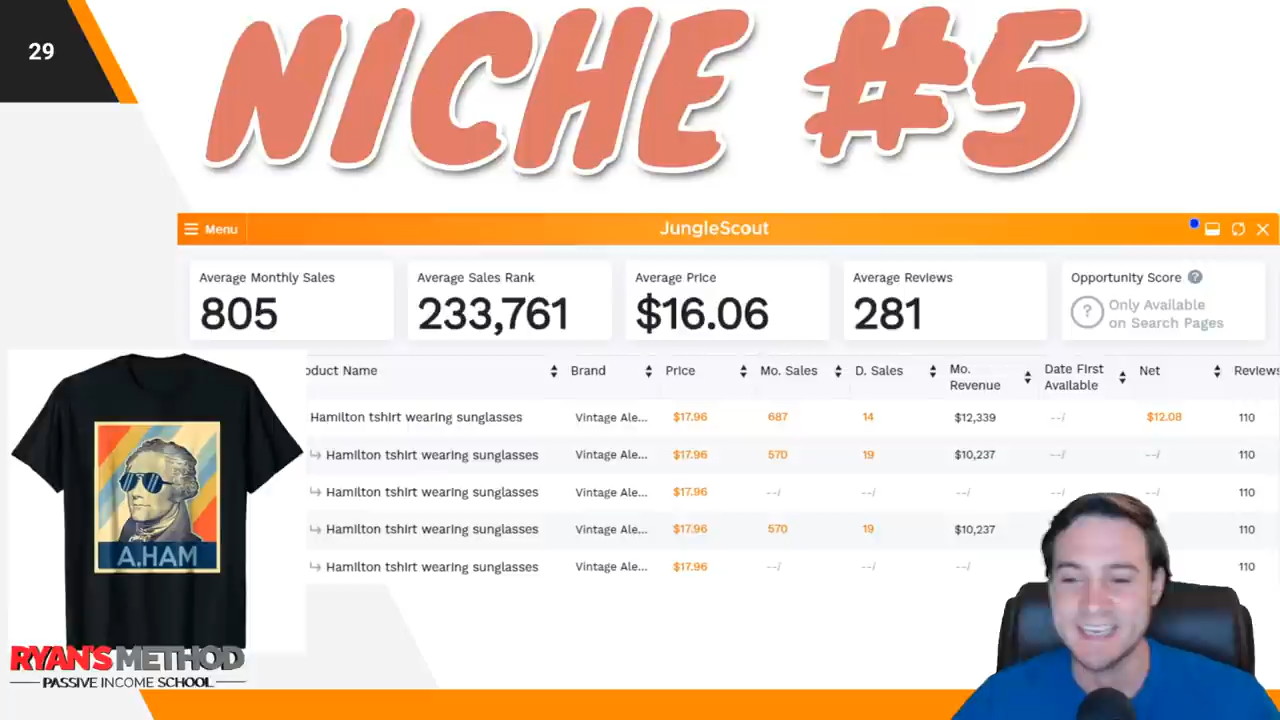 29
NICHE #5
Menu
JungleScout
Average Monthly Sales
805
Average Sales Rank
233,761
Average Price
$16.06
Average Reviews
281
Opportunity Score ?
? Only Available
on Search Pages
oduct Name Brand Price Mo. Sales D. Sales Mo. Revenue Date First Available Net Reviews
Hamilton tshirt wearing sunglasses Vintage Ale... $17.96 687 14 $12,339 --/ $12.08 110
Hamilton tshirt wearing sunglasses Vintage Ale... $17.96 570 19 $10,237 --/ --/ 110
Hamilton tshirt wearing sunglasses Vintage Ale... $17.96 --/ --/ --/ --/ --/ 110
Hamilton tshirt wearing sunglasses Vintage Ale... $17.96 570 19 $10,237 110
Hamilton tshirt wearing sunglasses Vintage Ale... $17.96 --/ --/ --/ 110
A.HAM
RYAN'S METHOD
PASSIVE INCOME SCHOOL